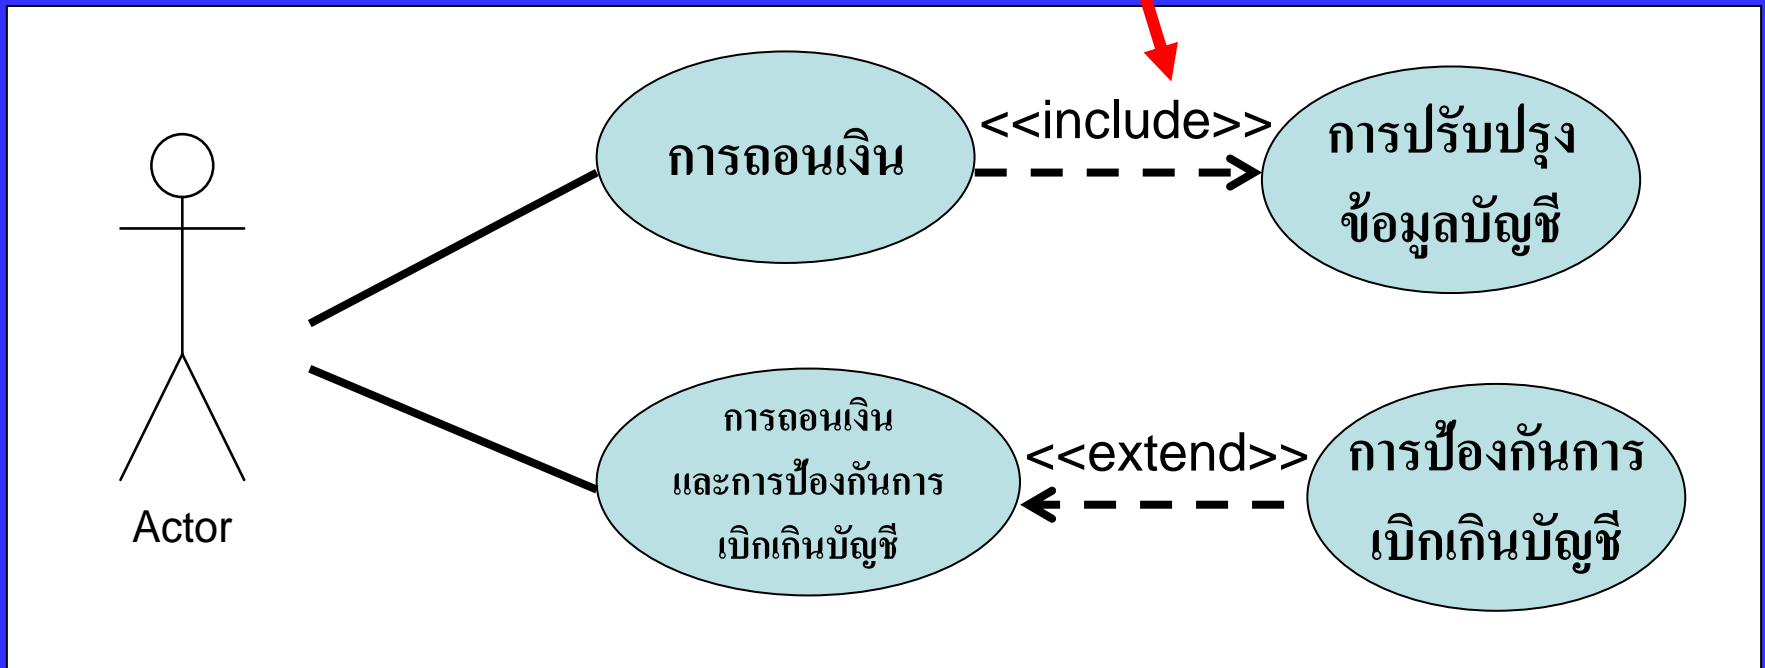 การถอนเงิน
<<include>>
การปรับปรุง
ข้อมูลบัญชี
Actor
การถอนเงิน
และการป้องกันการ
เบิกเกินบัญชี
<<extend>>
การป้องกันการ
เบิกเกินบัญชี